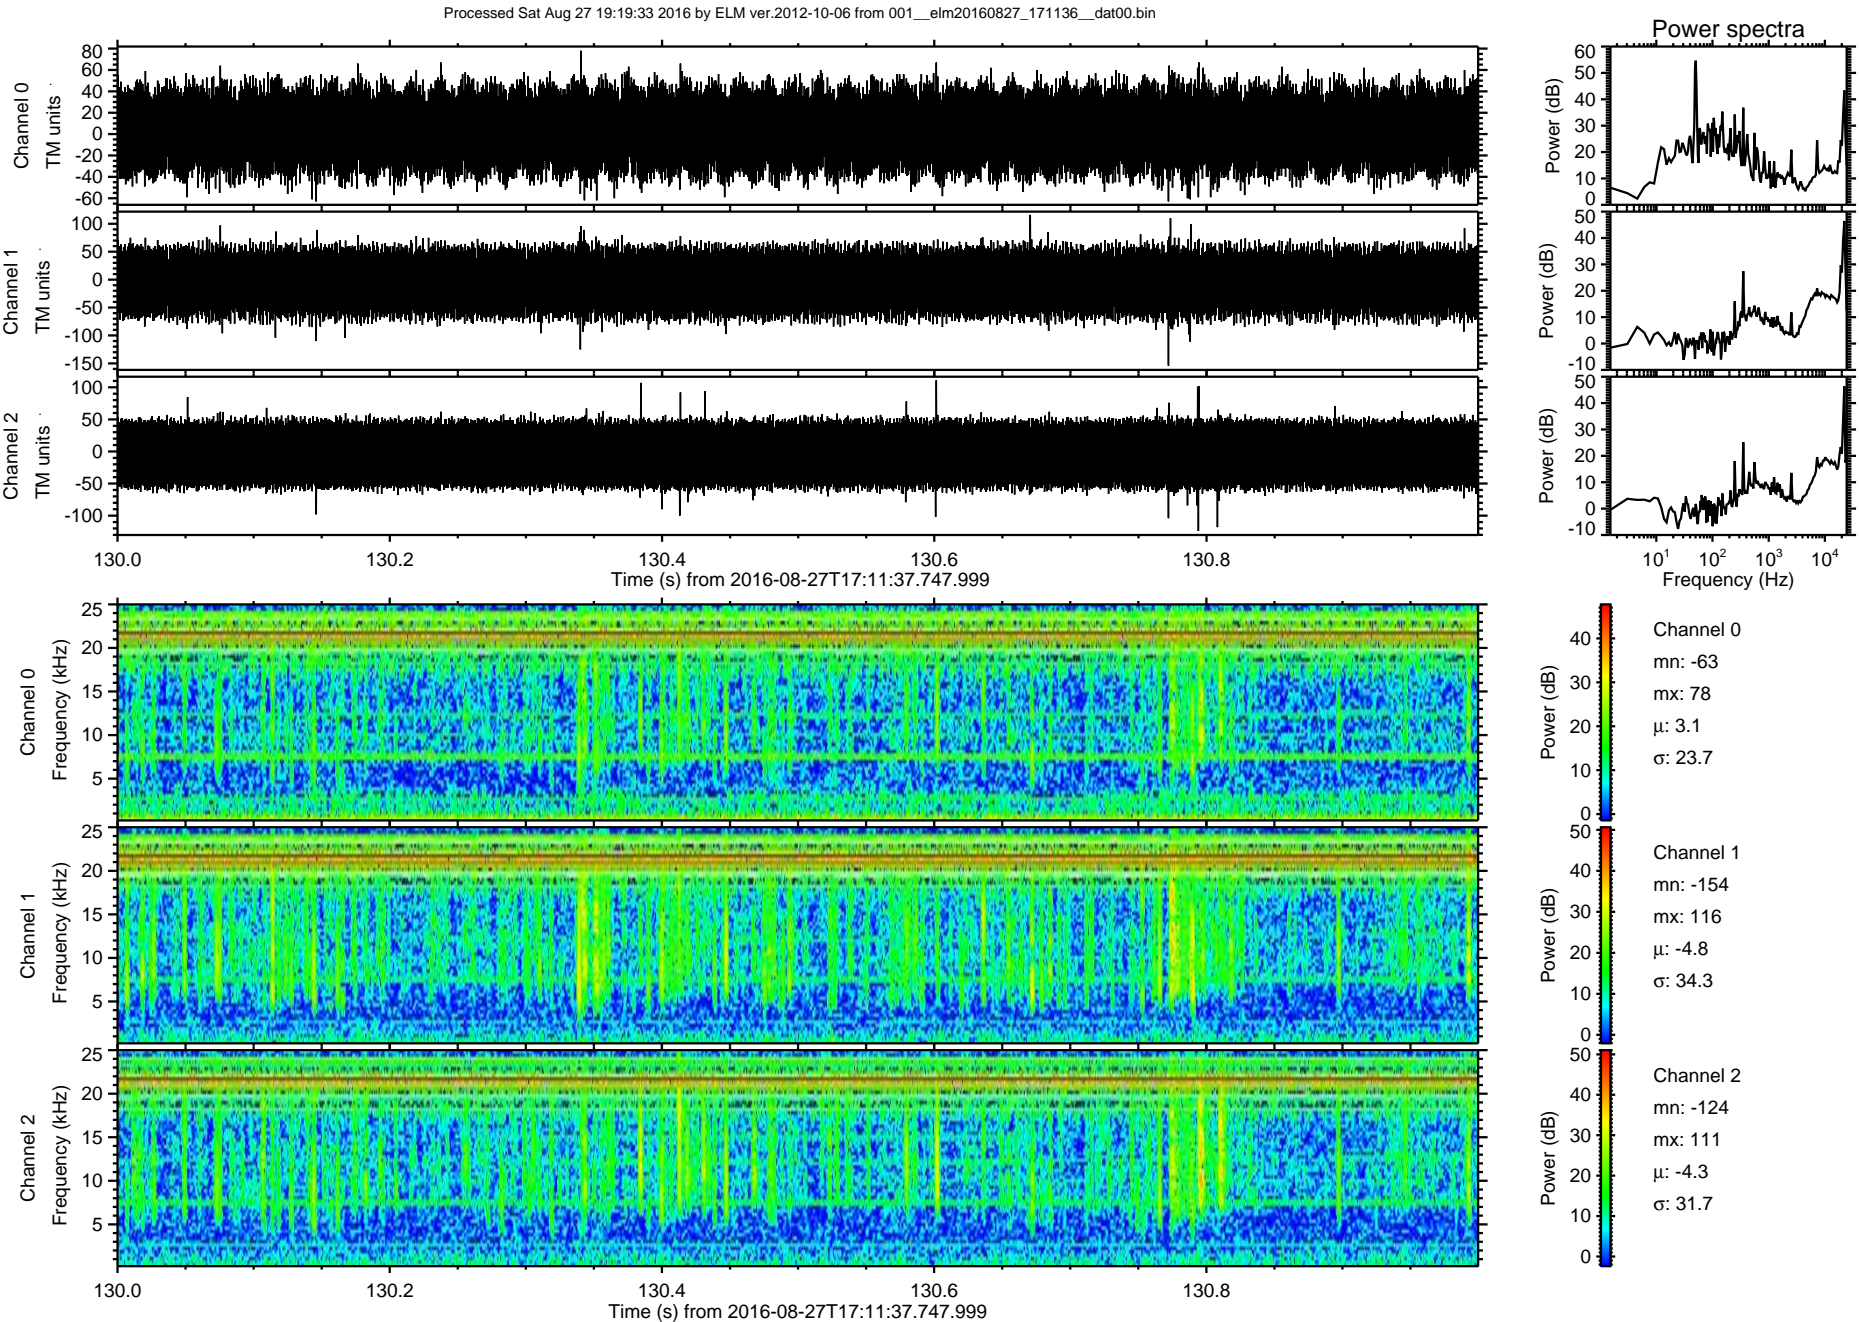 Processed Sat Aug 27 19:19:33 2016 by ELM ver.2012-10-06 from 001__elm20160827_171136__dat00.bin
Power spectra
Channel 0
TM units
80
60
40
20
0
-20
-40
-60
Power (dB)
60
50
40
30
20
10
0
Channel 1
TM units
100
50
0
-50
-100
-150
Power (dB)
50
40
30
20
10
0
-10
Channel 2
TM units
100
50
0
-50
-100
Power (dB)
50
40
30
20
10
0
-10
130.0 130.2 130.4 130.6 130.8
Time (s) from 2016-08-27T17:11:37.747.999
10^1 10^2 10^3 10^4
Frequency (Hz)
Channel 0
Frequency (kHz)
25
20
15
10
5
Power (dB)
40
30
20
10
0
Channel 0
mn: -63
mx: 78
μ: 3.1
σ: 23.7
Channel 1
Frequency (kHz)
25
20
15
10
5
Power (dB)
50
40
30
20
10
0
Channel 1
mn: -154
mx: 116
μ: -4.8
σ: 34.3
Channel 2
Frequency (kHz)
25
20
15
10
5
Power (dB)
50
40
30
20
10
0
Channel 2
mn: -124
mx: 111
μ: -4.3
σ: 31.7
130.0 130.2 130.4 130.6 130.8
Time (s) from 2016-08-27T17:11:37.747.999